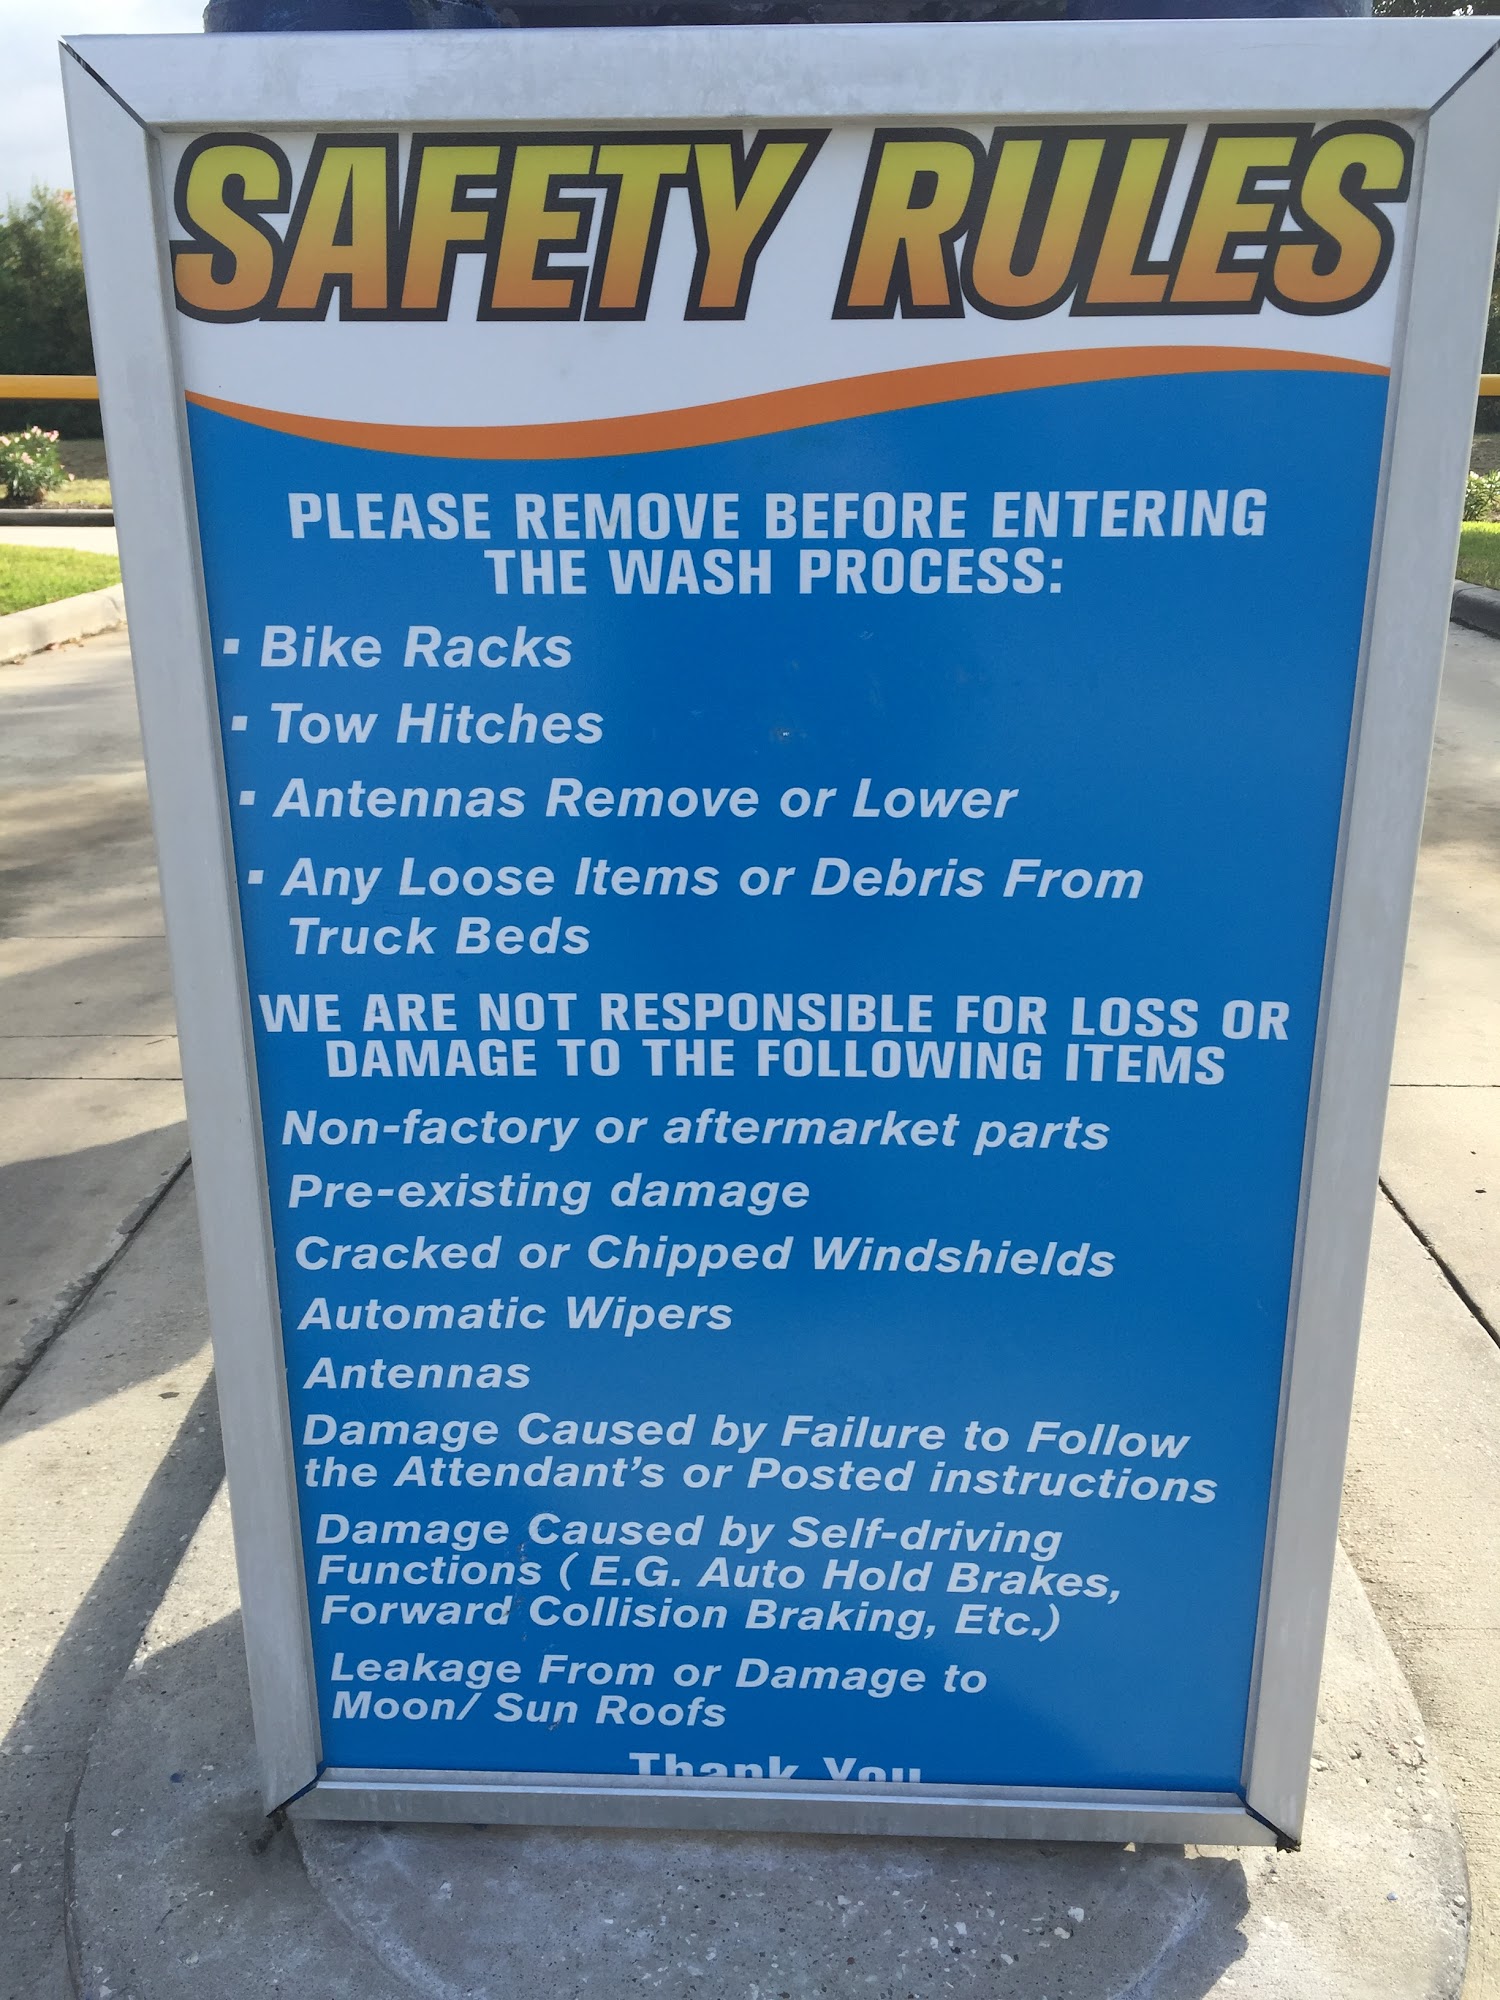 SAFETY RULES
PLEASE REMOVE BEFORE ENTERING
THE WASH PROCESS:
▪ Bike Racks
▪ Tow Hitches
▪ Antennas Remove or Lower
▪ Any Loose Items or Debris From
Truck Beds
WE ARE NOT RESPONSIBLE FOR LOSS OR
DAMAGE TO THE FOLLOWING ITEMS
Non-factory or aftermarket parts
Pre-existing damage
Cracked or Chipped Windshields
Automatic Wipers
Antennas
Damage Caused by Failure to Follow
the Attendant's or Posted instructions
Damage Caused by Self-driving
Functions ( E.G. Auto Hold Brakes,
Forward Collision Braking, Etc.)
Leakage From or Damage to
Moon/ Sun Roofs
Thank You